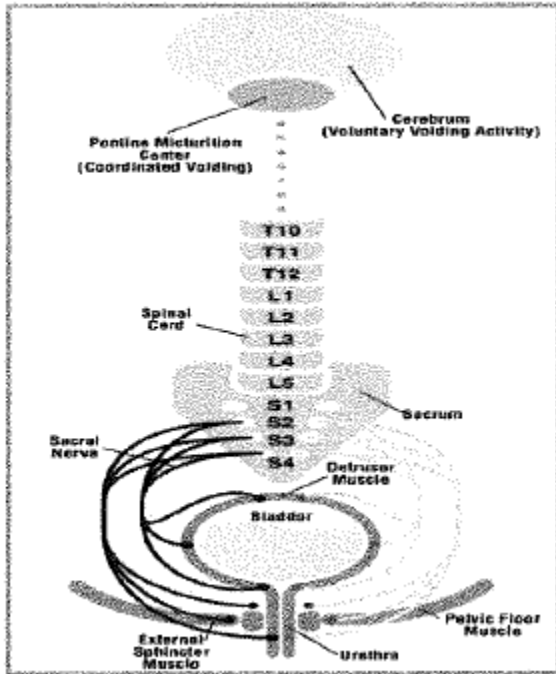 Cerebrum
(Voluntary Voiding Activity)
Pontine Micturition
Center
(Coordinated Voiding)
T10
T11
T12
L1
Spinal
Cord
L2
L3
L4
L5
S1
Sacrum
S2
S3
Sacral
Nerve
S4
Detrusor
Muscle
Bladder
External
Sphincter
Muscle
Urethra
Pelvic Floor
Muscle